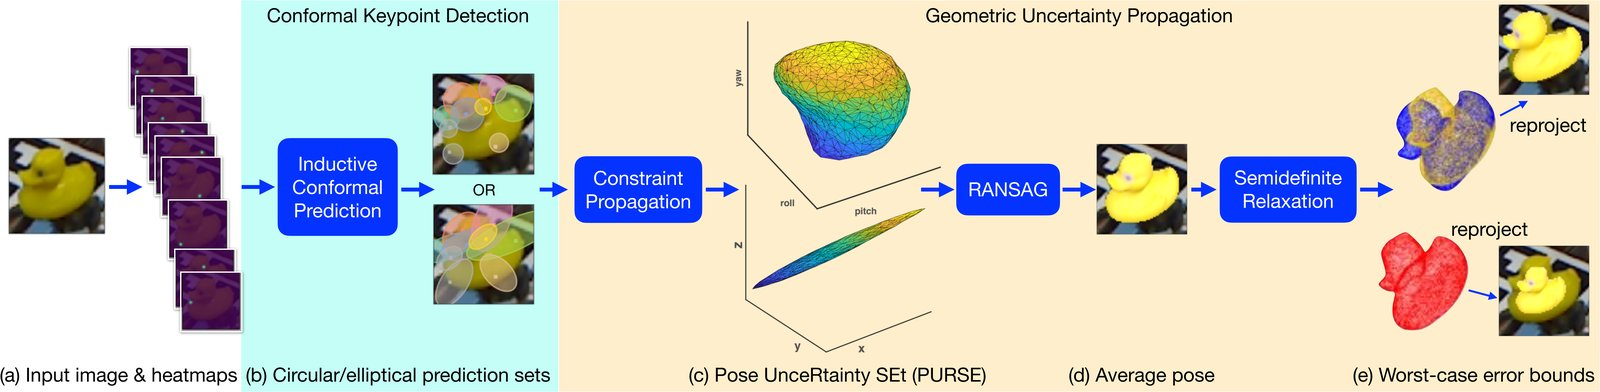 Conformal Keypoint Detection
Geometric Uncertainty Propagation
Inductive
Conformal
Prediction
OR
Constraint
Propagation
yaw
roll
pitch
z
y
x
RANSAG
Semidefinite
Relaxation
reproject
reproject
(a) Input image & heatmaps
(b) Circular/elliptical prediction sets
(c) Pose UnceRtainty SEt (PURSE)
(d) Average pose
(e) Worst-case error bounds